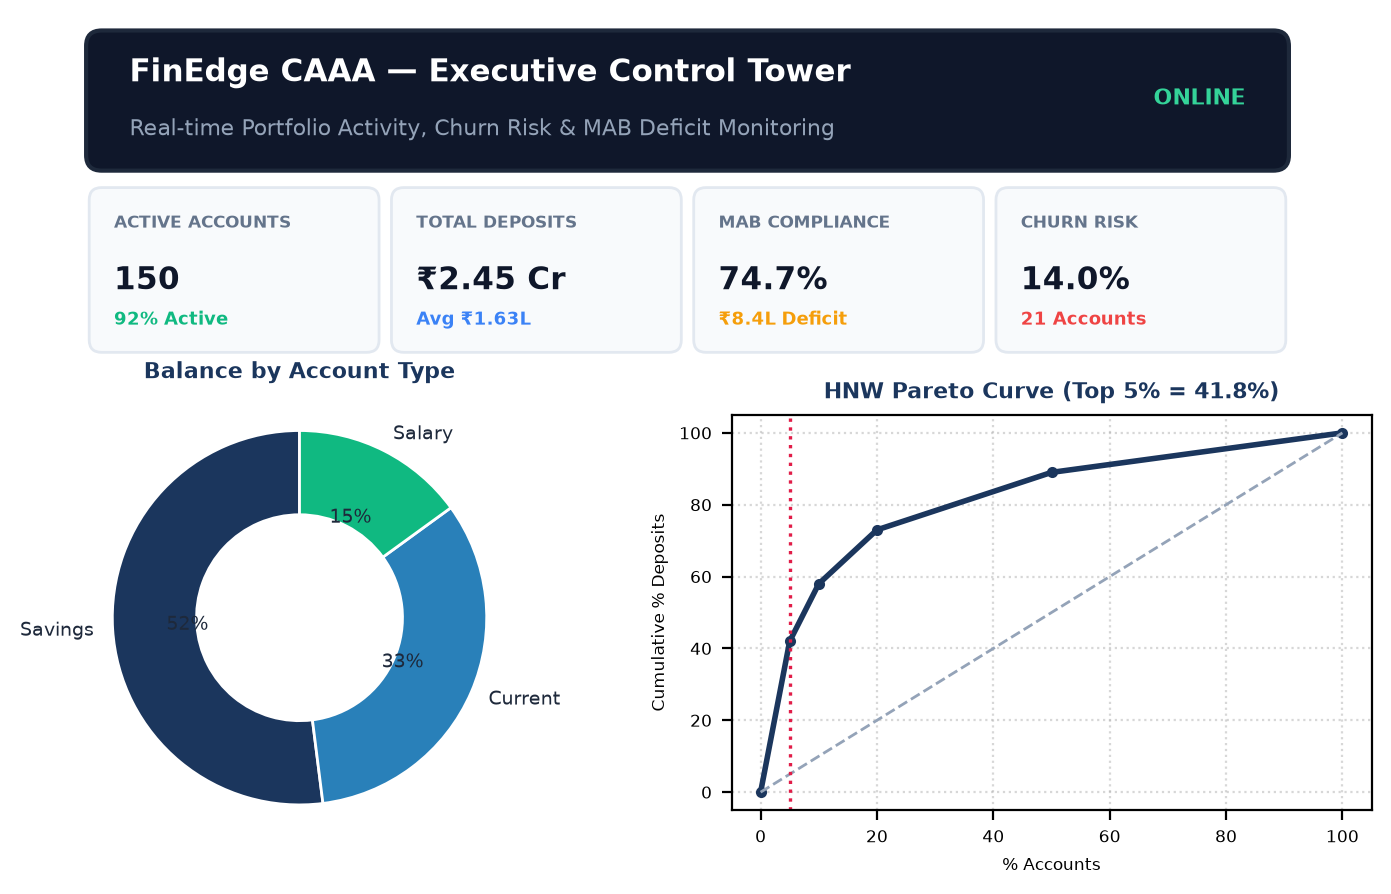 FinEdge CAAA — Executive Control Tower
Real-time Portfolio Activity, Churn Risk & MAB Deficit Monitoring
ONLINE
ACTIVE ACCOUNTS
150
92% Active
TOTAL DEPOSITS
₹2.45 Cr
Avg ₹1.63L
MAB COMPLIANCE
74.7%
₹8.4L Deficit
CHURN RISK
14.0%
21 Accounts
Balance by Account Type
Salary
15%
Savings
52%
33%
Current
HNW Pareto Curve (Top 5% = 41.8%)
Cumulative % Deposits
100
80
60
40
20
0
0 20 40 60 80 100
% Accounts